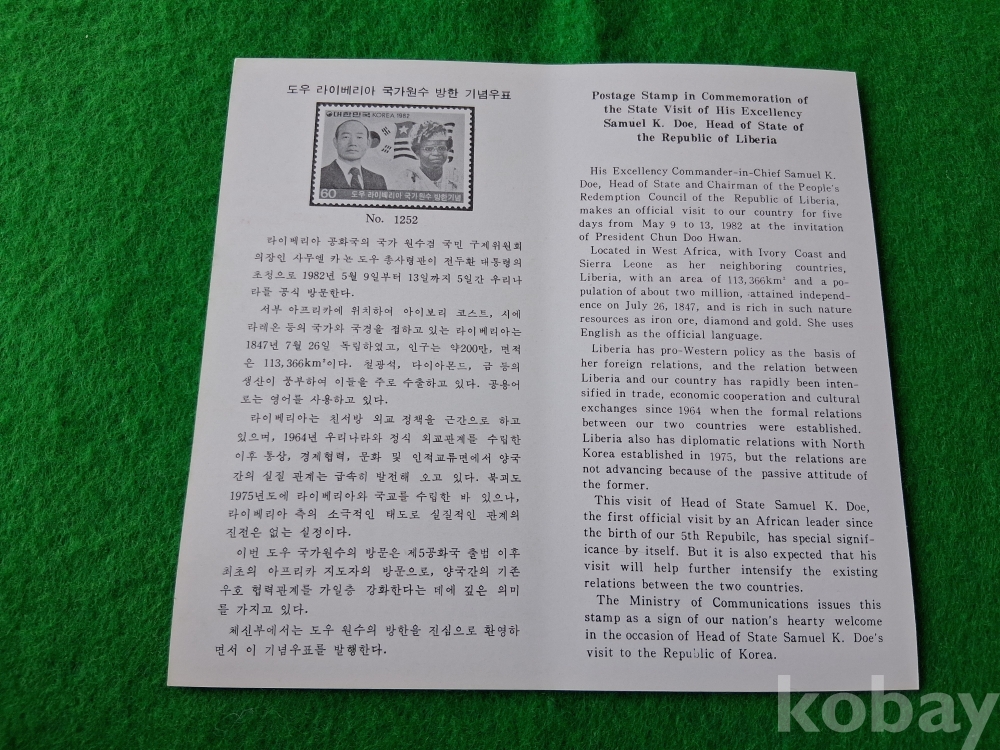 도우 라이베리아 국가원수 방한 기념우표
대한민국 KOREA 1982
60 도우 라이베리아 국가원수 방한기념
No. 1252
라이베리아 공화국의 국가 원수겸 국민 구제위원회
의장인 사무엘 카논 도우 총사령관이 전두환 대통령의
초청으로 1982년 5월 9일부터 13일까지 5일간 우리나
라를 공식 방문한다.
서부 아프리카에 위치하여 아이보리 코스트, 시에
라레온 등의 국가와 국경을 접하고 있는 라이베리아는
1847년 7월 26일 독립하였고, 인구는 약200만, 면적
은 113,366km²이다. 철광석, 다이아몬드, 금 등의
생산이 풍부하여 이들을 주로 수출하고 있다. 공용어
로는 영어를 사용하고 있다.
라이베리아는 친서방 외교 정책을 근간으로 하고
있으며, 1964년 우리나라와 정식 외교관계를 수립한
이후 통상, 경제협력, 문화 및 인적교류면에서 양국
간의 실질 관계는 급속히 발전해 오고 있다. 북괴도
1975년도에 라이베리아와 국교를 수립한 바 있으나,
라이베리아 측의 소극적인 태도로 실질적인 관계의
진전은 없는 실정이다.
이번 도우 국가원수의 방문은 제5공화국 출범 이후
최초의 아프리카 지도자의 방문으로, 양국간의 기존
우호 협력관계를 가일층 강화한다는 데에 깊은 의미
를 가지고 있다.
체신부에서는 도우 원수의 방한을 진심으로 환영하
면서 이 기념우표를 발행한다.
Postage Stamp in Commemoration of
the State Visit of His Excellency
Samuel K. Doe, Head of State of
the Republic of Liberia
His Excellency Commander-in-Chief Samuel K.
Doe, Head of State and Chairman of the People's
Redemption Council of the Republic of Liberia,
makes an official visit to our country for five
days from May 9 to 13, 1982 at the invitation
of President Chun Doo Hwan.
Located in West Africa, with Ivory Coast and
Sierra Leone as her neighboring countries,
Liberia, with an area of 113,366km² and a po-
pulation of about two million, attained independ-
ence on July 26, 1847, and is rich in such nature
resources as iron ore, diamond and gold. She uses
English as the official language.
Liberia has pro-Western policy as the basis of
her foreign relations, and the relation between
Liberia and our country has rapidly been inten-
sified in trade, economic cooperation and cultural
exchanges since 1964 when the formal relations
between our two countries were established.
Liberia also has diplomatic relations with North
Korea established in 1975, but the relations are
not advancing because of the passive attitude of
the former.
This visit of Head of State Samuel K. Doe,
the first official visit by an African leader since
the birth of our 5th Repubilc, has special signif-
icance by itself. But it is also expected that his
visit will help further intensify the existing
relations between the two countries.
The Ministry of Communications issues this
stamp as a sign of our nation's hearty welcome
in the occasion of Head of State Samuel K. Doe's
visit to the Republic of Korea.
kobay